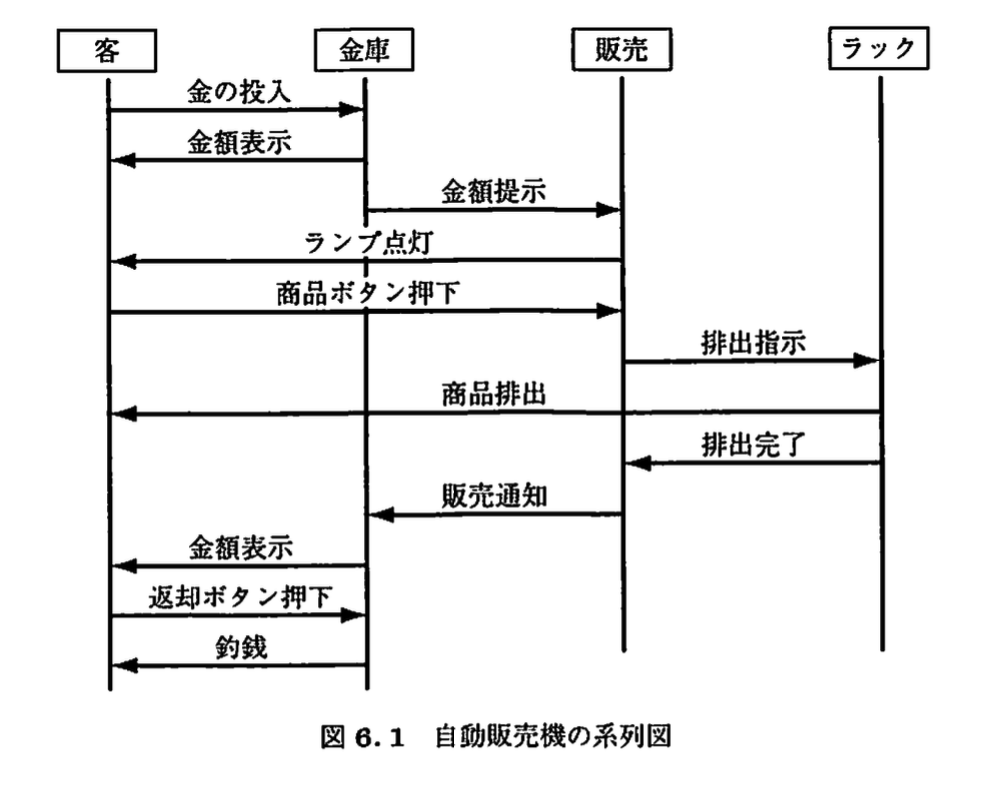 客 金庫 販売 ラック
金の投入
金額表示
金額提示
ランプ点灯
商品ボタン押下
排出指示
商品排出
排出完了
販売通知
金額表示
返却ボタン押下
釣銭
図 6.1 自動販売機の系列図